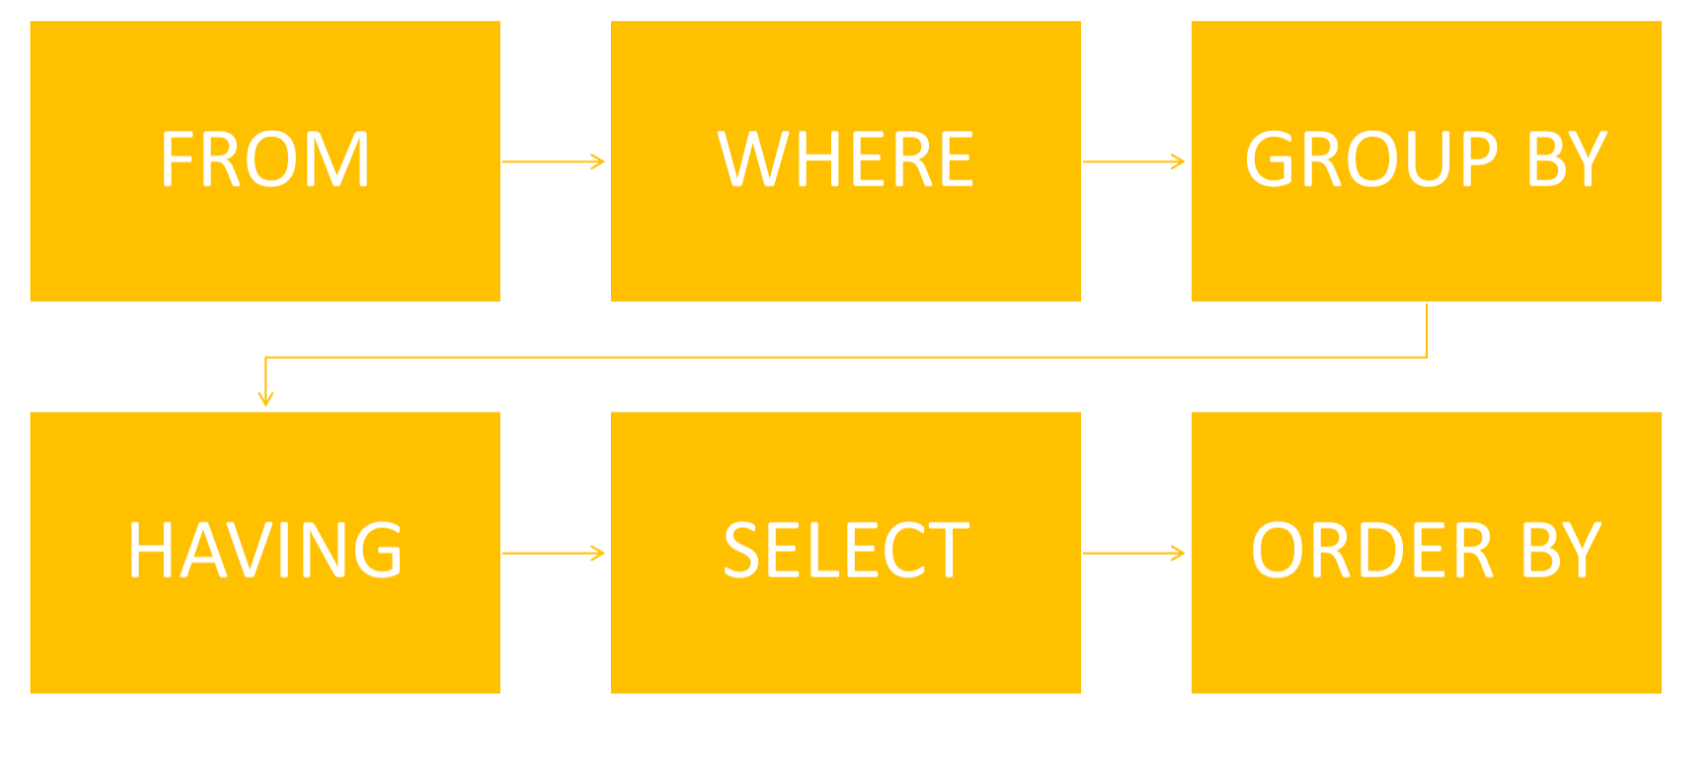 FROM
WHERE
GROUP BY
HAVING
SELECT
ORDER BY